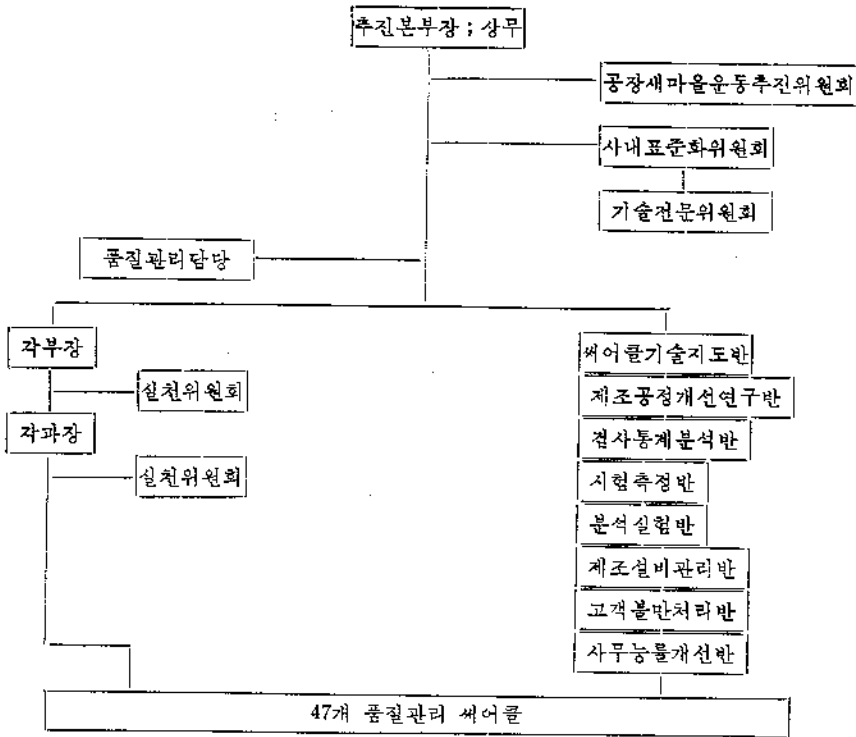 추진본부장 ; 상무
공장새마을운동추진위원회
사내표준화위원회
기술전문위원회
품질관리담당
각부장
실천위원회
각과장
실천위원회
써어클기술지도반
제조공정개선연구반
검사통계분석반
시험측정반
분석실험반
제조설비관리반
고객불만처리반
사무능률개선반
47개 품질관리 써어클